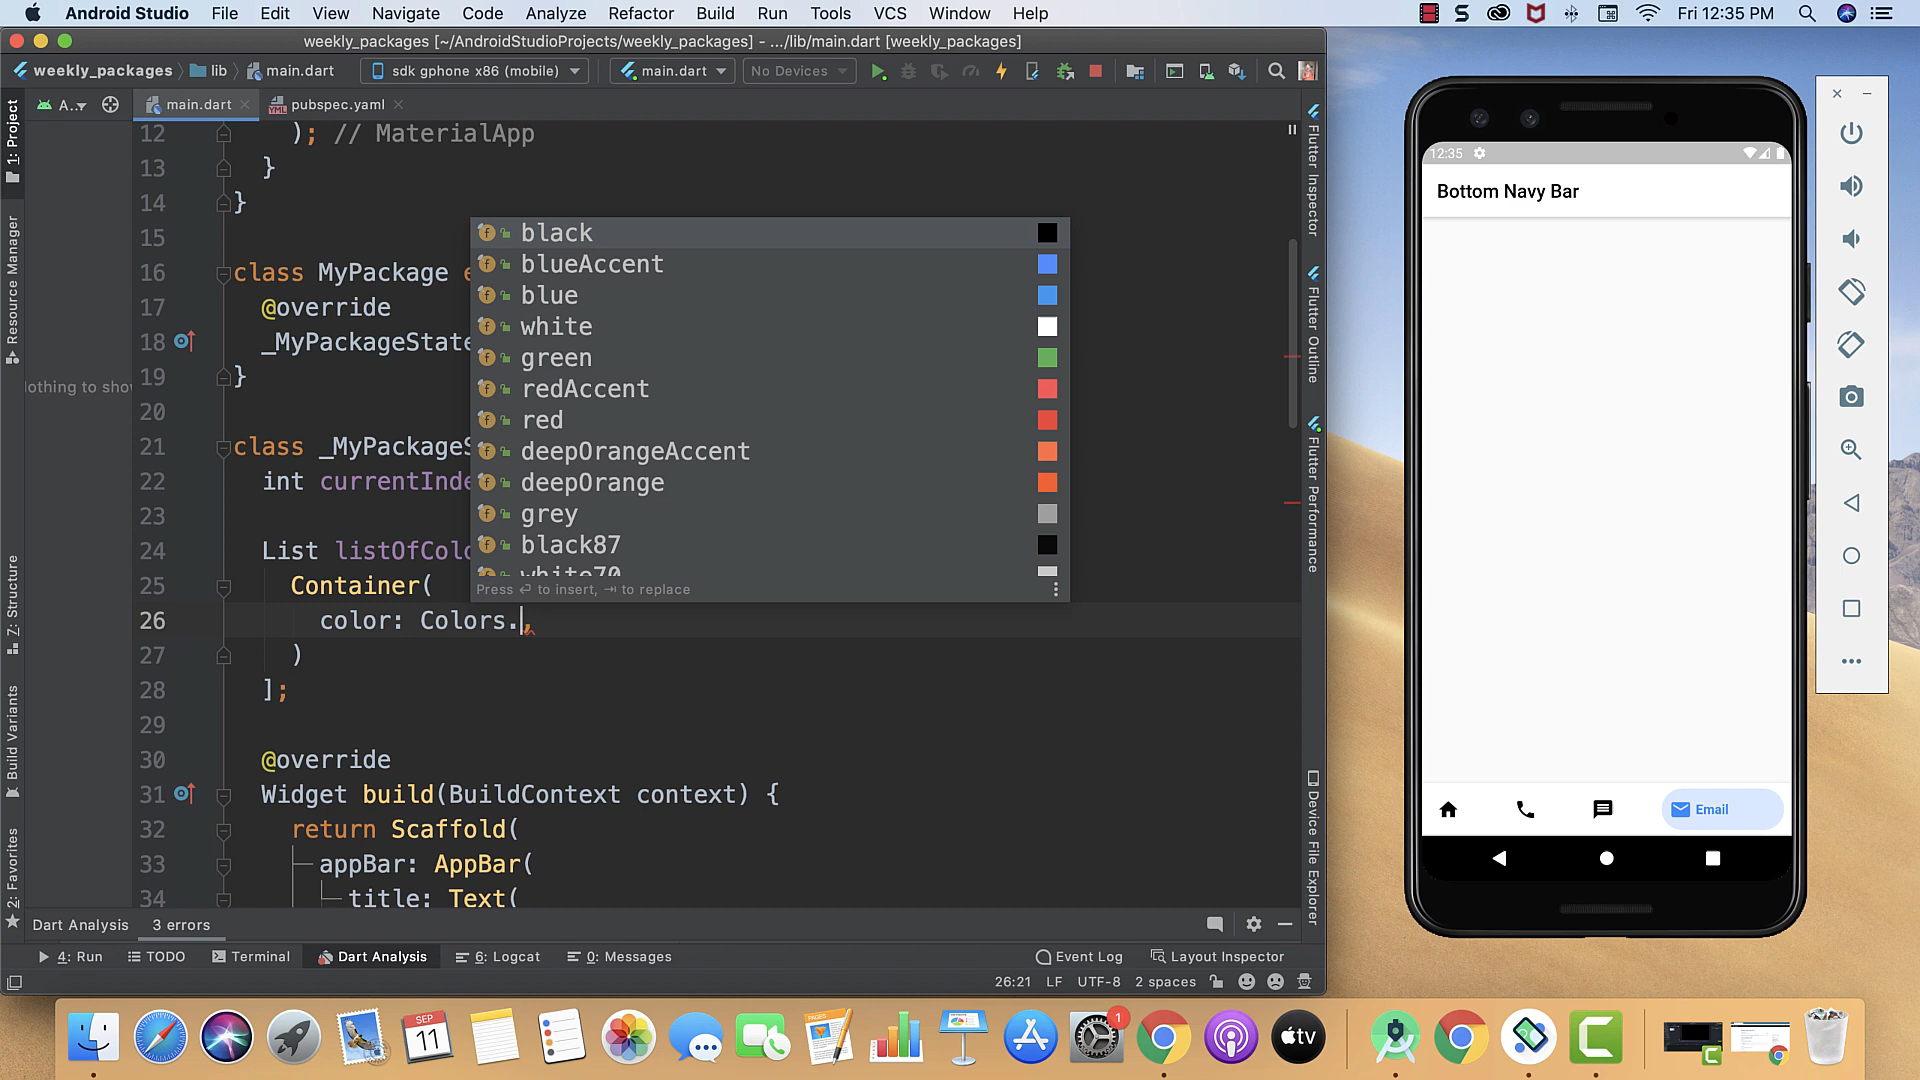 Android Studio File Edit View Navigate Code Analyze Refactor Build Run Tools VCS Window Help Fri 12:35 PM
weekly_packages [~/AndroidStudioProjects/weekly_packages] - .../lib/main.dart [weekly_packages]
weekly_packages lib main.dart sdk gphone x86 (mobile) main.dart No Devices
A.. main.dart pubspec.yaml
1: Project
Resource Manager
7: Structure
Build Variants
2: Favorites
12 ); // MaterialApp
13 }
14 }
15
16 class MyPackage e
17 @override
18 _MyPackageState
19 }
20
21 class _MyPackageS
22 int currentInde
23
24 List listOfColo
25 Container(
26 color: Colors.,
27 )
28 ];
29
30 @override
31 Widget build(BuildContext context) {
32 return Scaffold(
33 appBar: AppBar(
34 title: Text(
black
blueAccent
blue
white
green
redAccent
red
deepOrangeAccent
deepOrange
grey
black87
white70
Press ⏎ to insert, ⇥ to replace
Flutter Inspector
Flutter Outline
Flutter Performance
Device File Explorer
Dart Analysis 3 errors
4: Run TODO Terminal Dart Analysis 6: Logcat 0: Messages Event Log Layout Inspector
26:21 LF UTF-8 2 spaces
12:35
Bottom Navy Bar
Email
SEP
11
PAGES
1
tv